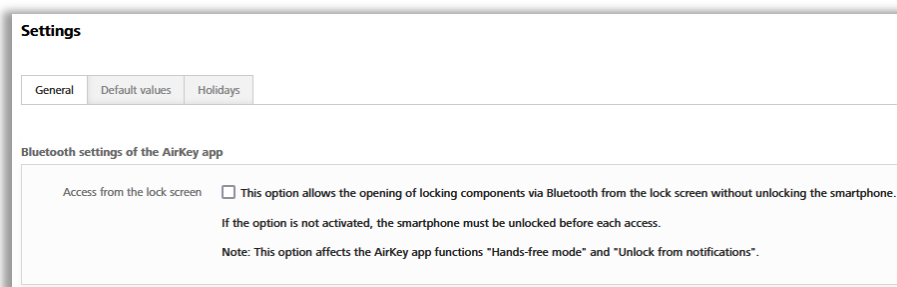 Settings
General Default values Holidays
Bluetooth settings of the AirKey app
Access from the lock screen This option allows the opening of locking components via Bluetooth from the lock screen without unlocking the smartphone.
If the option is not activated, the smartphone must be unlocked before each access.
Note: This option affects the AirKey app functions "Hands-free mode" and "Unlock from notifications".